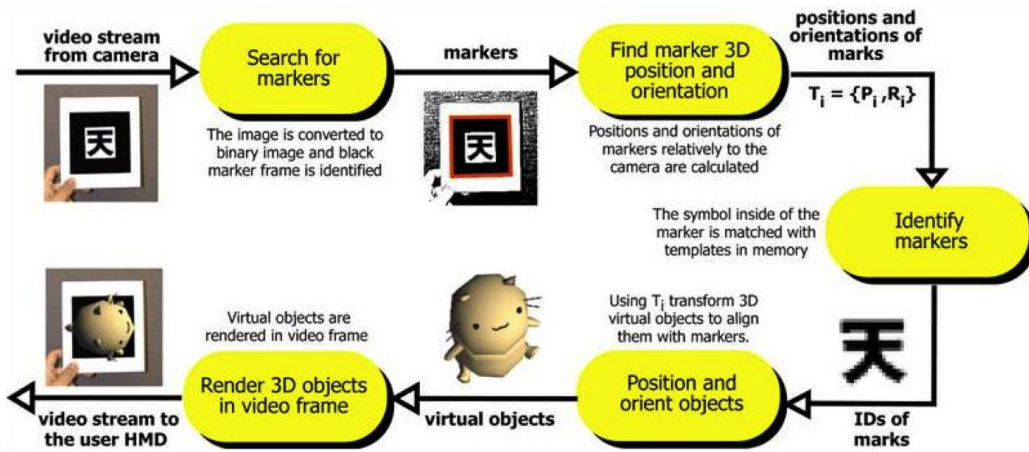 video stream
from camera
Search for
markers
The image is converted to
binary image and black
marker frame is identified
天
markers
天
Find marker 3D
position and
orientation
Positions and orientations of
markers relatively to the
camera are calculated
positions and
orientations of
marks
Ti = {Pi ,Ri}
Identify
markers
The symbol inside of the
marker is matched with
templates in memory
天
IDs of
marks
Using Ti transform 3D
virtual objects to align
them with markers.
Position and
orient objects
virtual objects
Virtual objects are
rendered in video frame
Render 3D objects
in video frame
video stream to
the user HMD